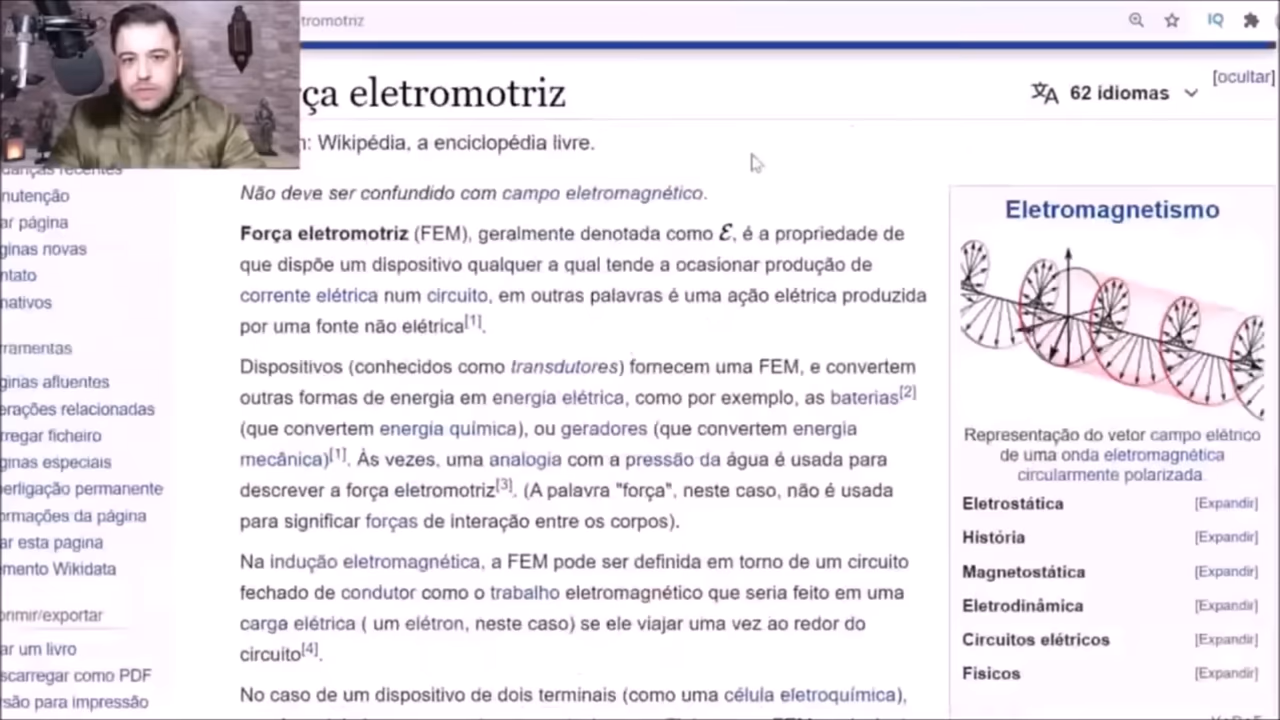 tromotriz
IQ
[ocultar]
ça eletromotriz
62 idiomas
: Wikipédia, a enciclopédia livre.
Não deve ser confundido com campo eletromagnético.
Força eletromotriz (FEM), geralmente denotada como ℰ, é a propriedade de
que dispõe um dispositivo qualquer a qual tende a ocasionar produção de
corrente elétrica num circuito, em outras palavras é uma ação elétrica produzida
por uma fonte não elétrica[1].
Dispositivos (conhecidos como transdutores) fornecem uma FEM, e convertem
outras formas de energia em energia elétrica, como por exemplo, as baterias[2]
(que convertem energia química), ou geradores (que convertem energia
mecânica)[1]. Às vezes, uma analogia com a pressão da água é usada para
descrever a força eletromotriz[3]. (A palavra "força", neste caso, não é usada
para significar forças de interação entre os corpos).
Na indução eletromagnética, a FEM pode ser definida em torno de um circuito
fechado de condutor como o trabalho eletromagnético que seria feito em uma
carga elétrica ( um elétron, neste caso) se ele viajar uma vez ao redor do
circuito[4].
No caso de um dispositivo de dois terminais (como uma célula eletroquímica),
recentes
nutenção
ar página
ginas novas
ntato
nativos
rramentas
ginas afluentes
erações relacionadas
rregar ficheiro
ginas especiais
perligação permanente
ormações da página
ar esta página
mento Wikidata
primir/exportar
ar um livro
scarregar como PDF
rsão para impressão
Eletromagnetismo
Representação do vetor campo elétrico
de uma onda eletromagnética
circularmente polarizada.
Eletrostática [Expandir]
História [Expandir]
Magnetostática [Expandir]
Eletrodinâmica [Expandir]
Circuitos elétricos [Expandir]
Físicos [Expandir]